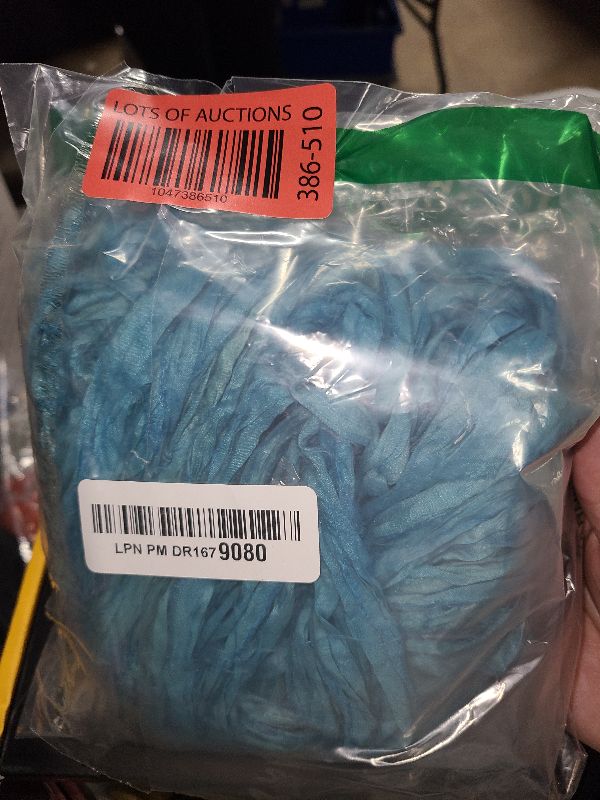 LOTS OF AUCTIONS
1047386510
386-510
LPN PM DR167 9080